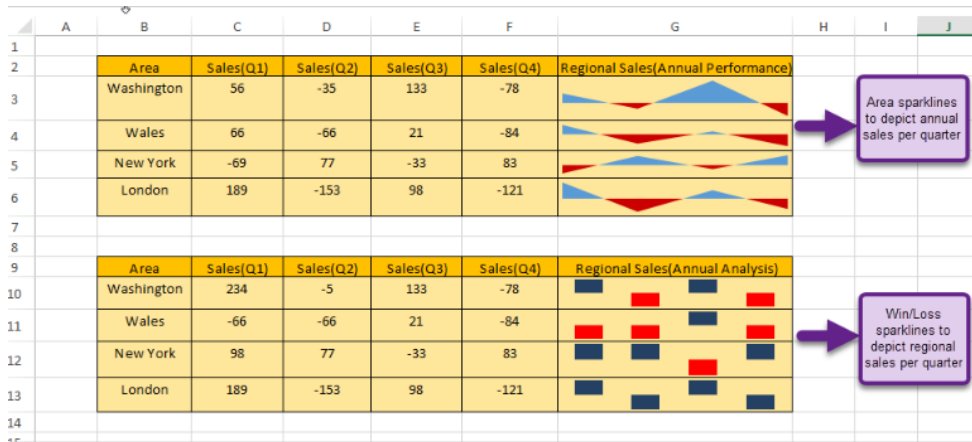 A B C D E F G H I J
1
2 Area Sales(Q1) Sales(Q2) Sales(Q3) Sales(Q4) Regional Sales(Annual Performance)
3 Washington 56 -35 133 -78
4 Wales 66 -66 21 -84
5 New York -69 77 -33 83
6 London 189 -153 98 -121
Area sparklines
to depict annual
sales per quarter
7
8
9 Area Sales(Q1) Sales(Q2) Sales(Q3) Sales(Q4) Regional Sales(Annual Analysis)
10 Washington 234 -5 133 -78
11 Wales -66 -66 21 -84
12 New York 98 77 -33 83
13 London 189 -153 98 -121
Win/Loss
sparklines to
depict regional
sales per quarter
14